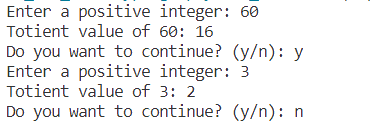 Enter a positive integer: 60
Totient value of 60: 16
Do you want to continue? (y/n): y
Enter a positive integer: 3
Totient value of 3: 2
Do you want to continue? (y/n): n